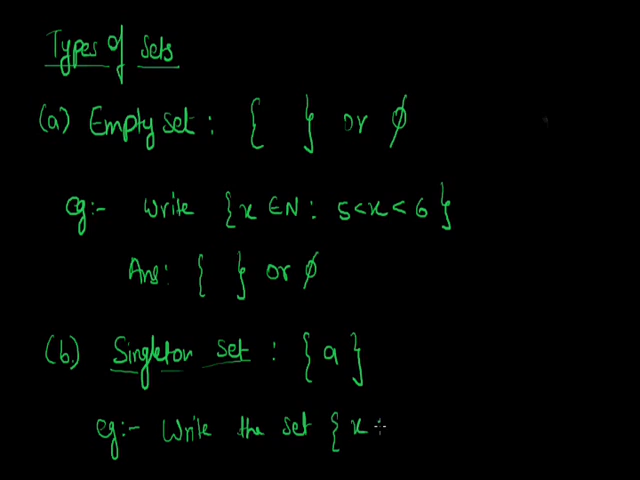 Types of Sets
(a) Empty set : { } or ϕ
eg:- Write {x ∈ N : 5<x<6}
Ans: { } or ϕ
(b.) Singleton set : {a}
eg:- Write the set {x :